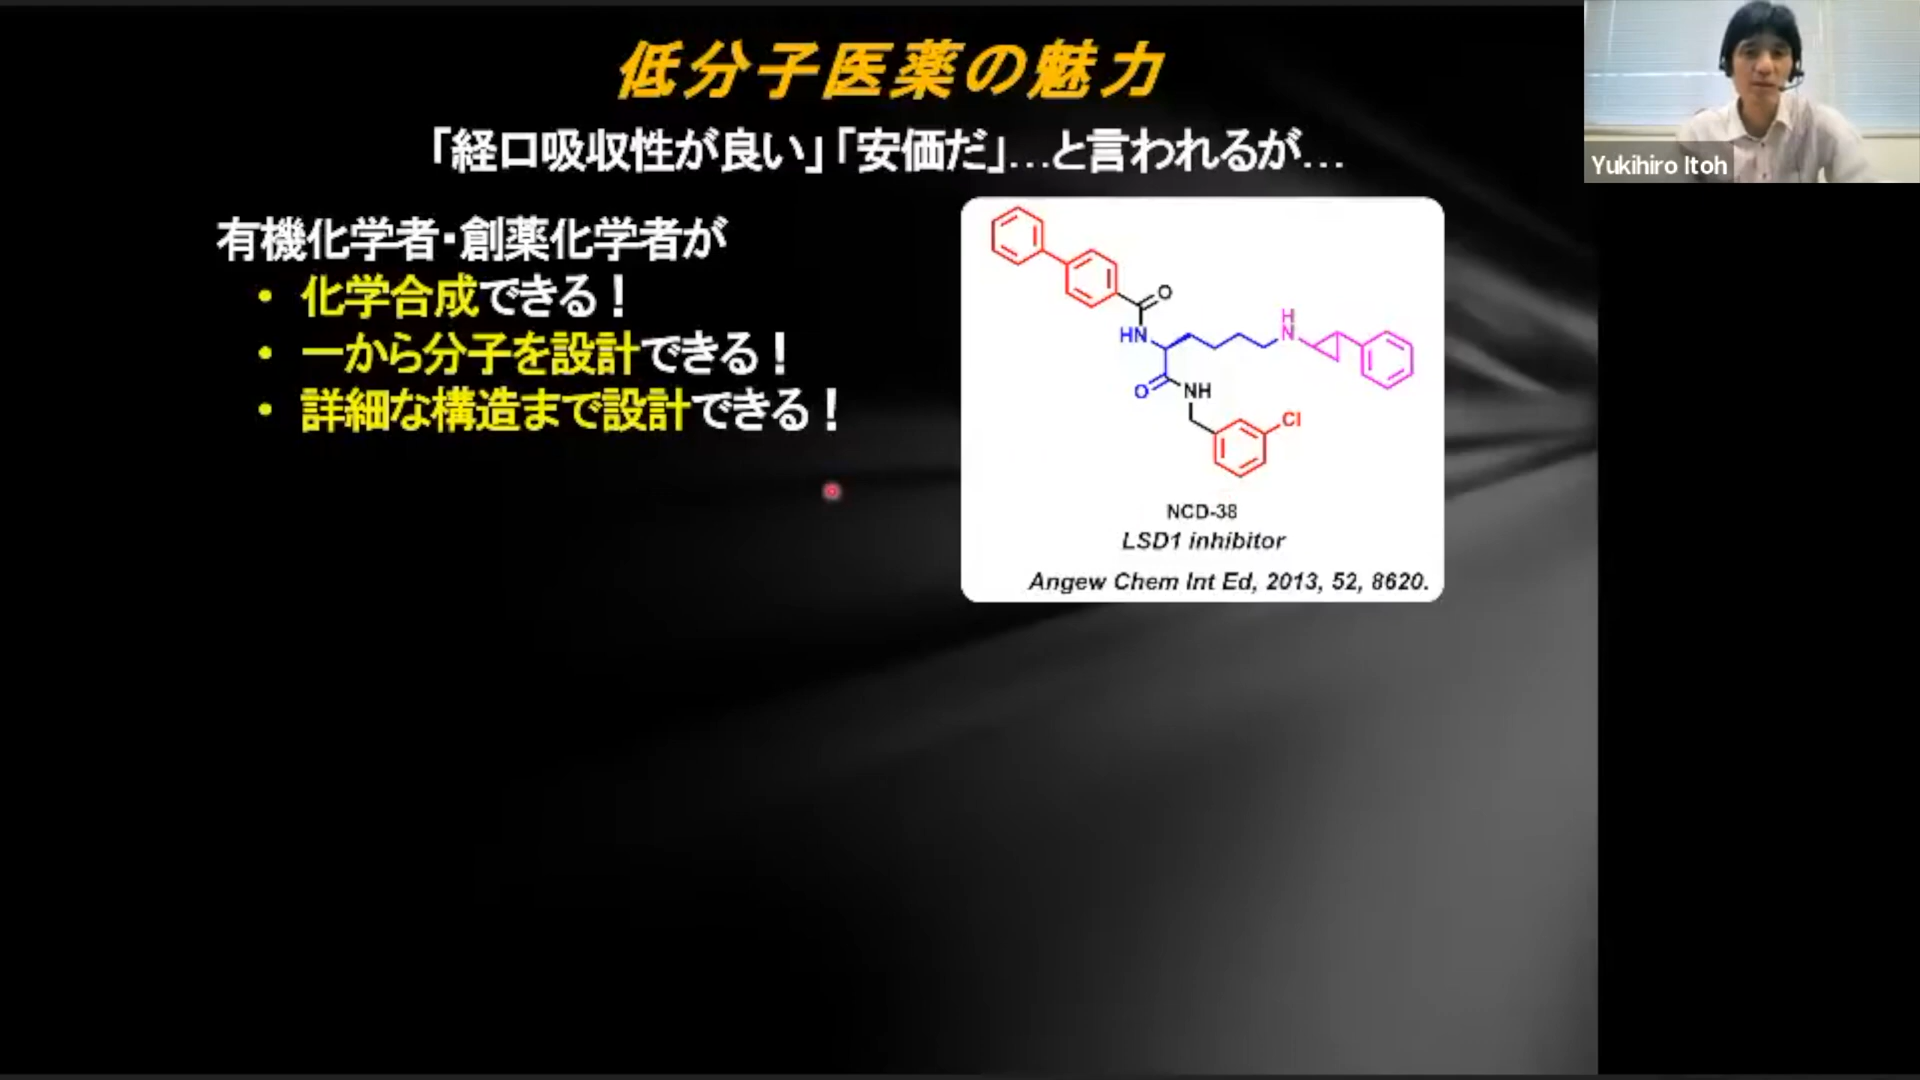 低分子医薬の魅力
「経口吸収性が良い」「安価だ」…と言われるが…
有機化学者・創薬化学者が
• 化学合成できる！
• 一から分子を設計できる！
• 詳細な構造まで設計できる！
O
HN
H
N
O
NH
Cl
NCD-38
LSD1 inhibitor
Angew Chem Int Ed, 2013, 52, 8620.
Yukihiro Itoh